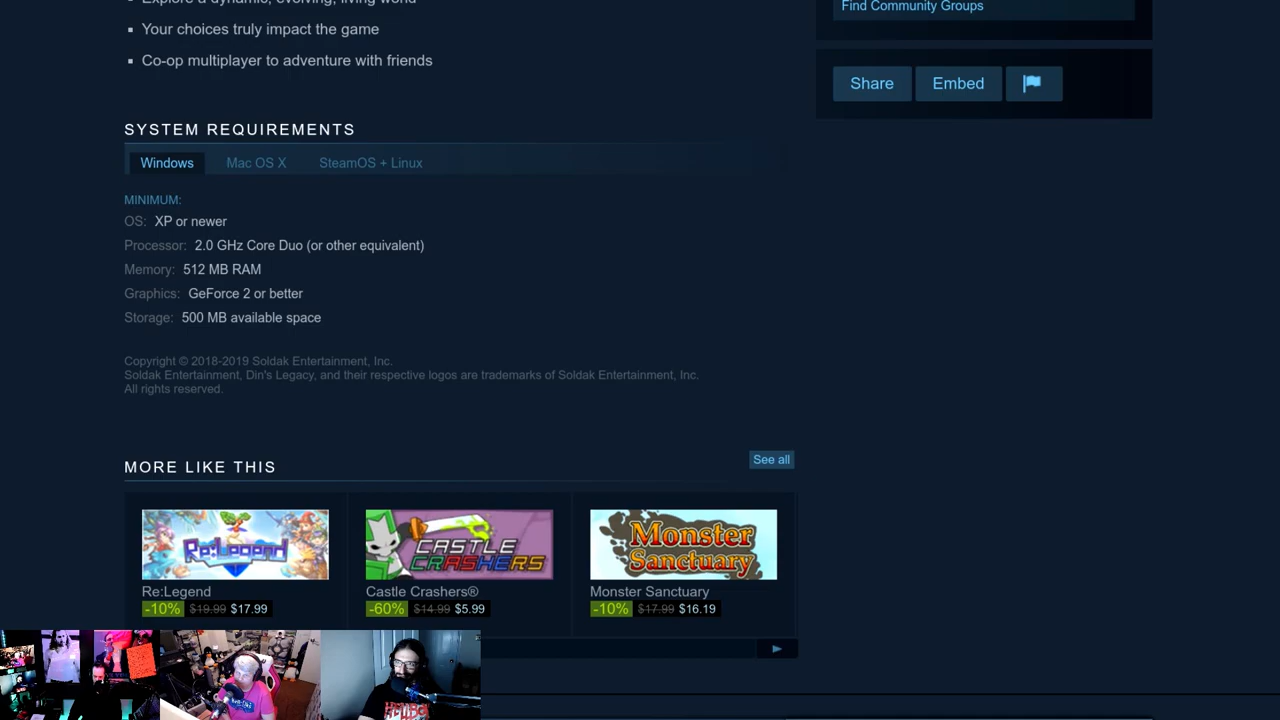 Explore a dynamic, evolving, living world
Your choices truly impact the game
Co-op multiplayer to adventure with friends
Find Community Groups
Share
Embed
SYSTEM REQUIREMENTS
Windows
Mac OS X
SteamOS + Linux
MINIMUM:
OS: XP or newer
Processor: 2.0 GHz Core Duo (or other equivalent)
Memory: 512 MB RAM
Graphics: GeForce 2 or better
Storage: 500 MB available space
Copyright © 2018-2019 Soldak Entertainment, Inc.
Soldak Entertainment, Din's Legacy, and their respective logos are trademarks of Soldak Entertainment, Inc.
All rights reserved.
MORE LIKE THIS
See all
Re:Legend
CASTLE
CRASHERS
Monster
Sanctuary
Re:Legend
Castle Crashers®
Monster Sanctuary
-10% $19.99 $17.99
-60% $14.99 $5.99
-10% $17.99 $16.19